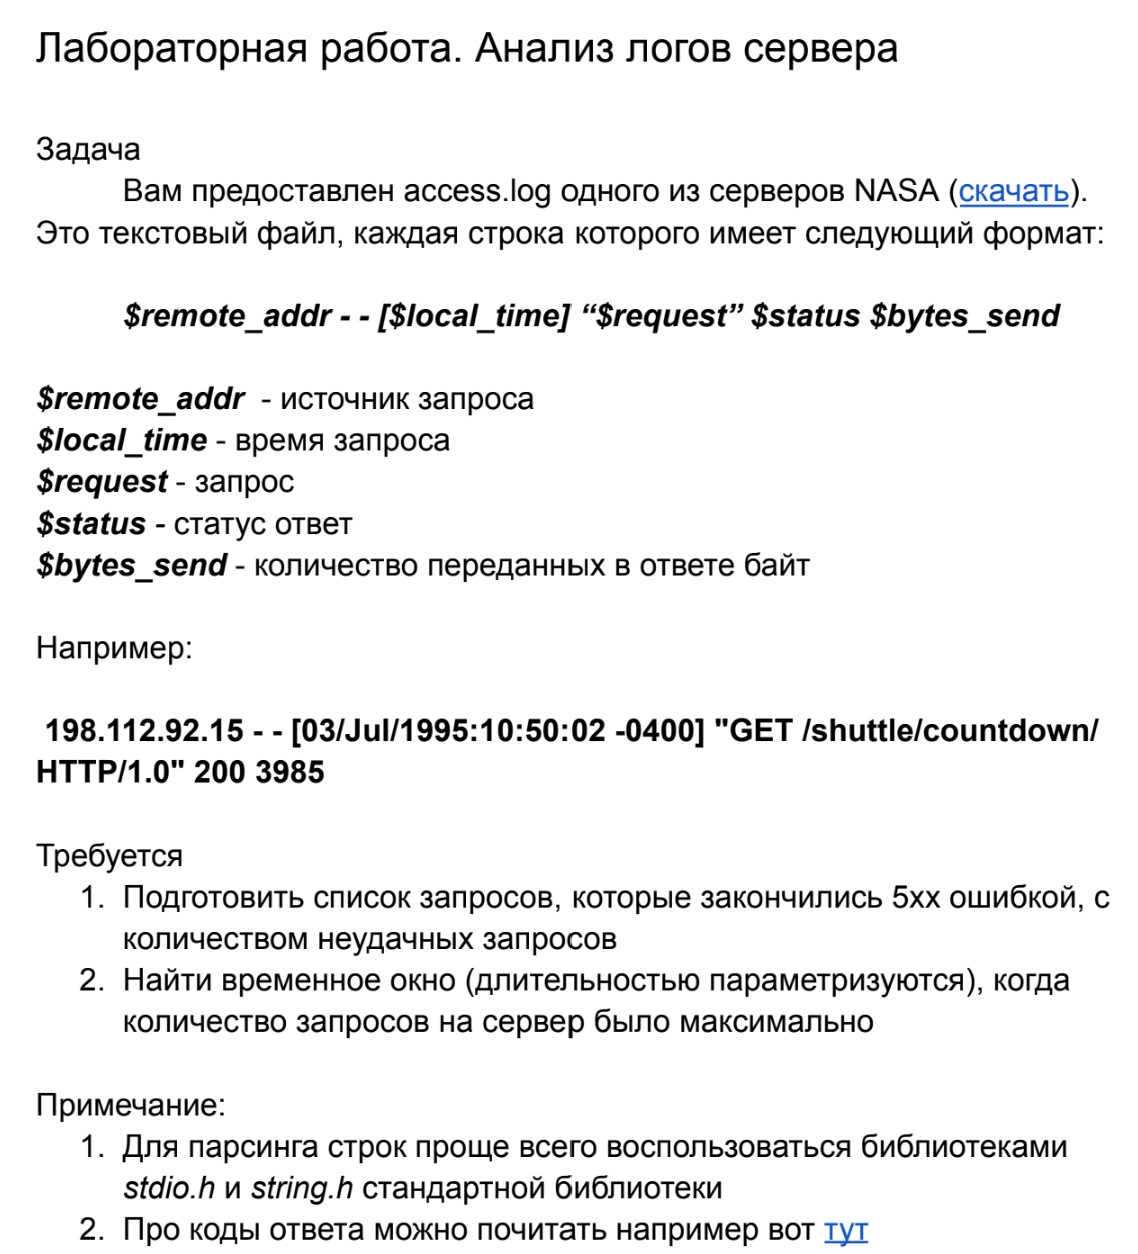 Лабораторная работа. Анализ логов сервера
Задача
Вам предоставлен access.log одного из серверов NASA (скачать).
Это текстовый файл, каждая строка которого имеет следующий формат:
$remote_addr - - [$local_time] “$request” $status $bytes_send
$remote_addr - источник запроса
$local_time - время запроса
$request - запрос
$status - статус ответ
$bytes_send - количество переданных в ответе байт
Например:
198.112.92.15 - - [03/Jul/1995:10:50:02 -0400] "GET /shuttle/countdown/
HTTP/1.0" 200 3985
Требуется
1. Подготовить список запросов, которые закончились 5xx ошибкой, с
количеством неудачных запросов
2. Найти временное окно (длительностью параметризуются), когда
количество запросов на сервер было максимально
Примечание:
1. Для парсинга строк проще всего воспользоваться библиотеками
stdio.h и string.h стандартной библиотеки
2. Про коды ответа можно почитать например вот тут